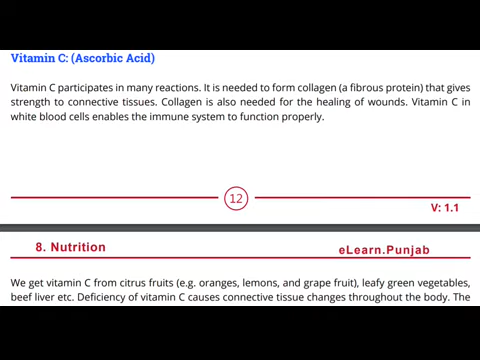 Vitamin C: (Ascorbic Acid)
Vitamin C participates in many reactions. It is needed to form collagen (a fibrous protein) that gives
strength to connective tissues. Collagen is also needed for the healing of wounds. Vitamin C in
white blood cells enables the immune system to function properly.
12
V: 1.1
8. Nutrition
eLearn.Punjab
We get vitamin C from citrus fruits (e.g. oranges, lemons, and grape fruit), leafy green vegetables,
beef liver etc. Deficiency of vitamin C causes connective tissue changes throughout the body. The